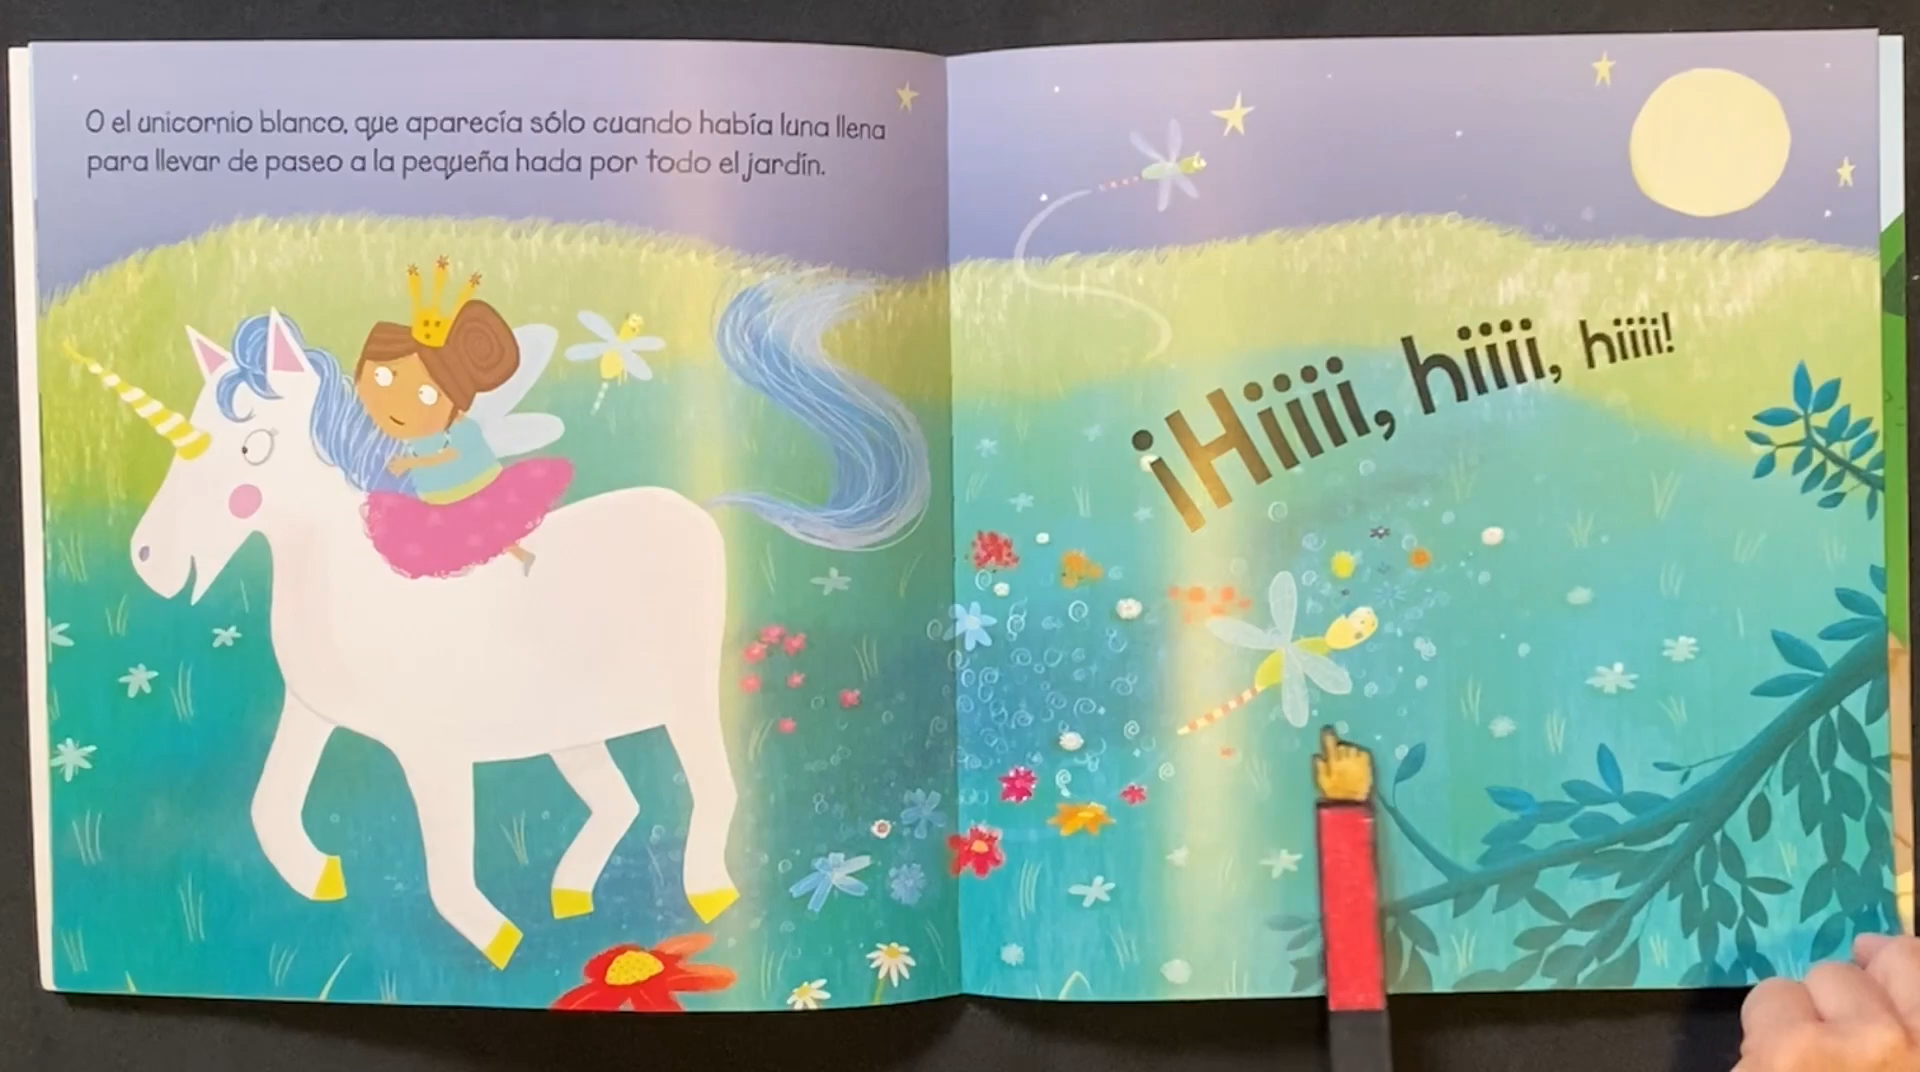 O el unicornio blanco, que aparecía sólo cuando había luna llena
para llevar de paseo a la pequeña hada por todo el jardín.
¡Hiiii, hiiii, hiiii!